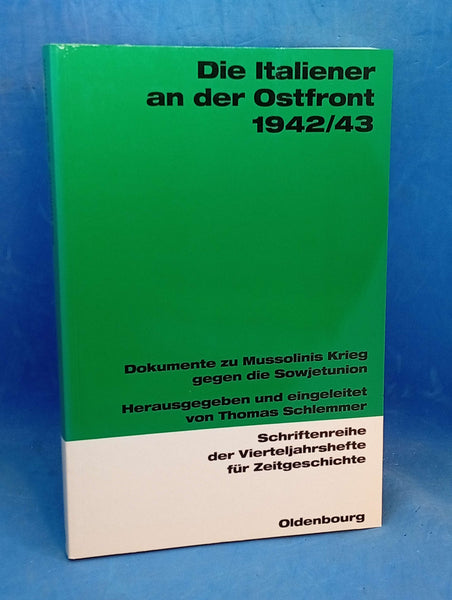 Die Italiener
an der Ostfront
1942/43
Dokumente zu Mussolinis Krieg
gegen die Sowjetunion
Herausgegeben und eingeleitet
von Thomas Schlemmer
Schriftenreihe
der Vierteljahrshefte
für Zeitgeschichte
Oldenbourg